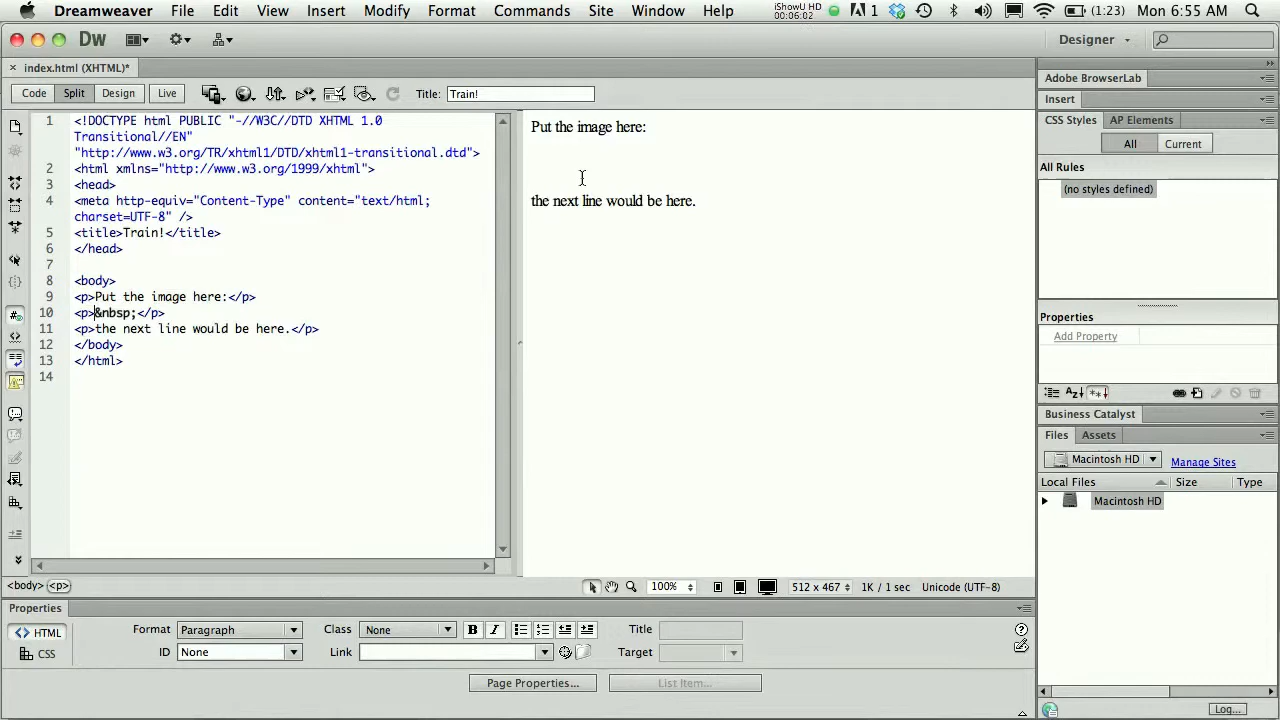 Dreamweaver File Edit View Insert Modify Format Commands Site Window Help iShowU HD 00:06:02 1 (1:23) Mon 6:55 AM
Dw Designer
index.html (XHTML)*
Code Split Design Live Title: Train!
1 <!DOCTYPE html PUBLIC "-//W3C//DTD XHTML 1.0
Transitional//EN"
"http://www.w3.org/TR/xhtml1/DTD/xhtml1-transitional.dtd">
2 <html xmlns="http://www.w3.org/1999/xhtml">
3 <head>
4 <meta http-equiv="Content-Type" content="text/html;
charset=UTF-8" />
5 <title>Train!</title>
6 </head>
7
8 <body>
9 <p>Put the image here:</p>
10 <p>&nbsp;</p>
11 <p>the next line would be here.</p>
12 </body>
13 </html>
14
Put the image here:
the next line would be here.
Adobe BrowserLab
Insert
CSS Styles AP Elements
All Current
All Rules
(no styles defined)
Properties
Add Property
Business Catalyst
Files Assets
Macintosh HD Manage Sites
Local Files Size Type
Macintosh HD
Log...
<body> <p> 100% 512 x 467 1K / 1 sec Unicode (UTF-8)
Properties
HTML Format Paragraph Class None B I Title
CSS ID None Link Target
Page Properties... List Item...